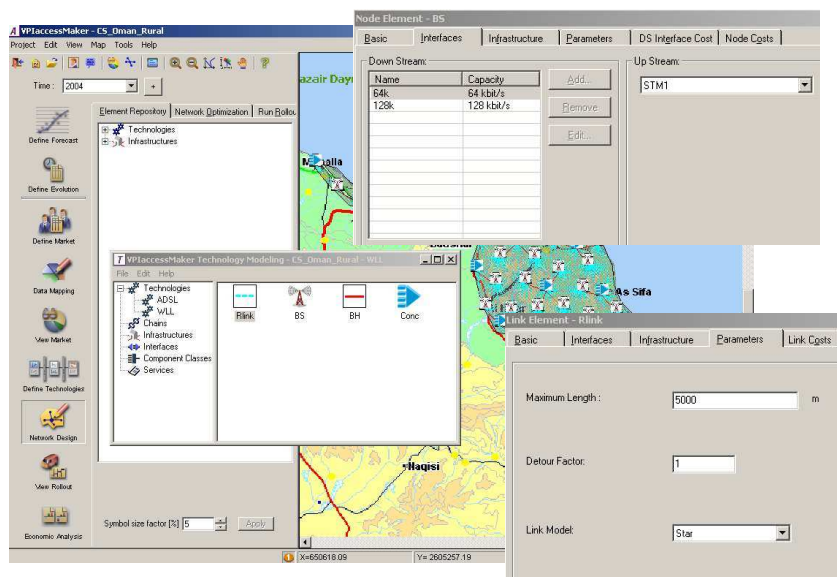 VPIaccessMaker - CS_Oman_Rural
Project Edit View Map Tools Help
Time : 2004 +
Define Forecast
Define Evolution
Define Market
Data Mapping
View Market
Define Technologies
Network Design
View Rollout
Economic Analysis
Element Repository Network Optimization Run Rollou
Technologies
Infrastructures
Symbol size factor [%] 5 Apply
X=650618.09 Y= 2605257.19
azair Day
As Sifa
Haqisi
Node Element - BS
Basic Interfaces Infrastructure Parameters DS Interface Cost Node Costs
Down Stream:
Name Capacity
64k 64 kbit/s
128k 128 kbit/s
Add...
Remove
Edit...
Up Stream:
STM1
VPIaccessMaker Technology Modeling - CS_Oman_Rural - WLL
File Edit Help
Technologies
ADSL
WLL
Chains
Infrastructures
Interfaces
Component Classes
Services
Rlink BS BH Conc
Link Element - Rlink
Basic Interfaces Infrastructure Parameters Link Costs
Maximum Length : 5000 m
Detour Factor: 1
Link Model: Star